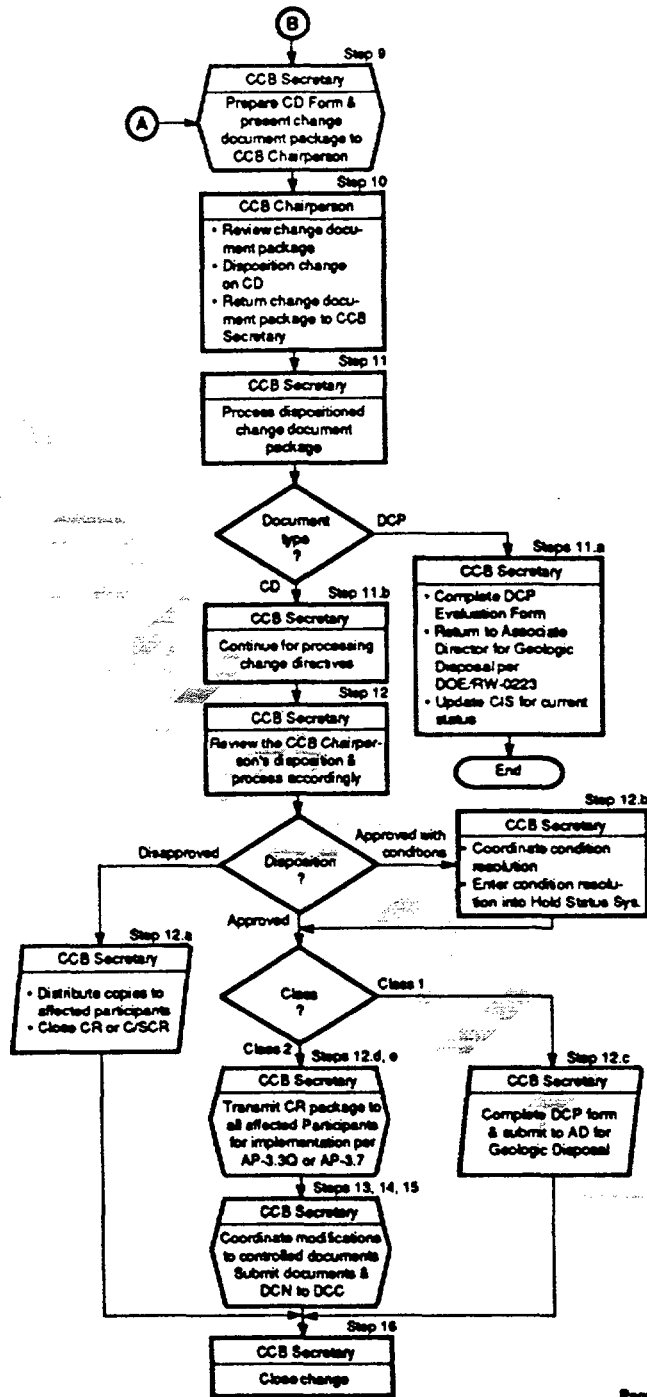 B
Step 9
CCB Secretary
Prepare CD Form &
present change
document package to
CCB Chairperson
A
Step 10
CCB Chairperson
• Review change docu-
ment package
• Disposition change
on CD
• Return change docu-
ment package to CCB
Secretary
Step 11
CCB Secretary
Process dispositioned
change document
package
Document
type
?
DCP
CD
Steps 11.a
CCB Secretary
• Complete DCP
Evaluation Form
• Return to Associate
Director for Geologic
Disposal per
DOE/RW-0223
• Update CIS for current
status
End
Step 11.b
CCB Secretary
Continue for processing
change directives
Step 12
CCB Secretary
Review the CCB Chairper-
son's disposition &
process accordingly
Disposition
?
Disapproved
Approved with
conditions
Approved
Step 12.b
CCB Secretary
- Coordinate condition
resolution
- Enter condition resolu-
tion into Hold Status Sys.
Step 12.a
CCB Secretary
• Distribute copies to
affected participants
• Close CR or C/SCR
Class
?
Class 1
Class 2
Steps 12.d, e
CCB Secretary
Transmit CR package to
all affected Participants
for implementation per
AP-3.3Q or AP-3.7
Step 12.c
CCB Secretary
Complete DCP form
& submit to AD for
Geologic Disposal
Steps 13, 14, 15
CCB Secretary
Coordinate modifications
to controlled documents
Submit documents &
DCN to DCC
Step 16
CCB Secretary
Close change